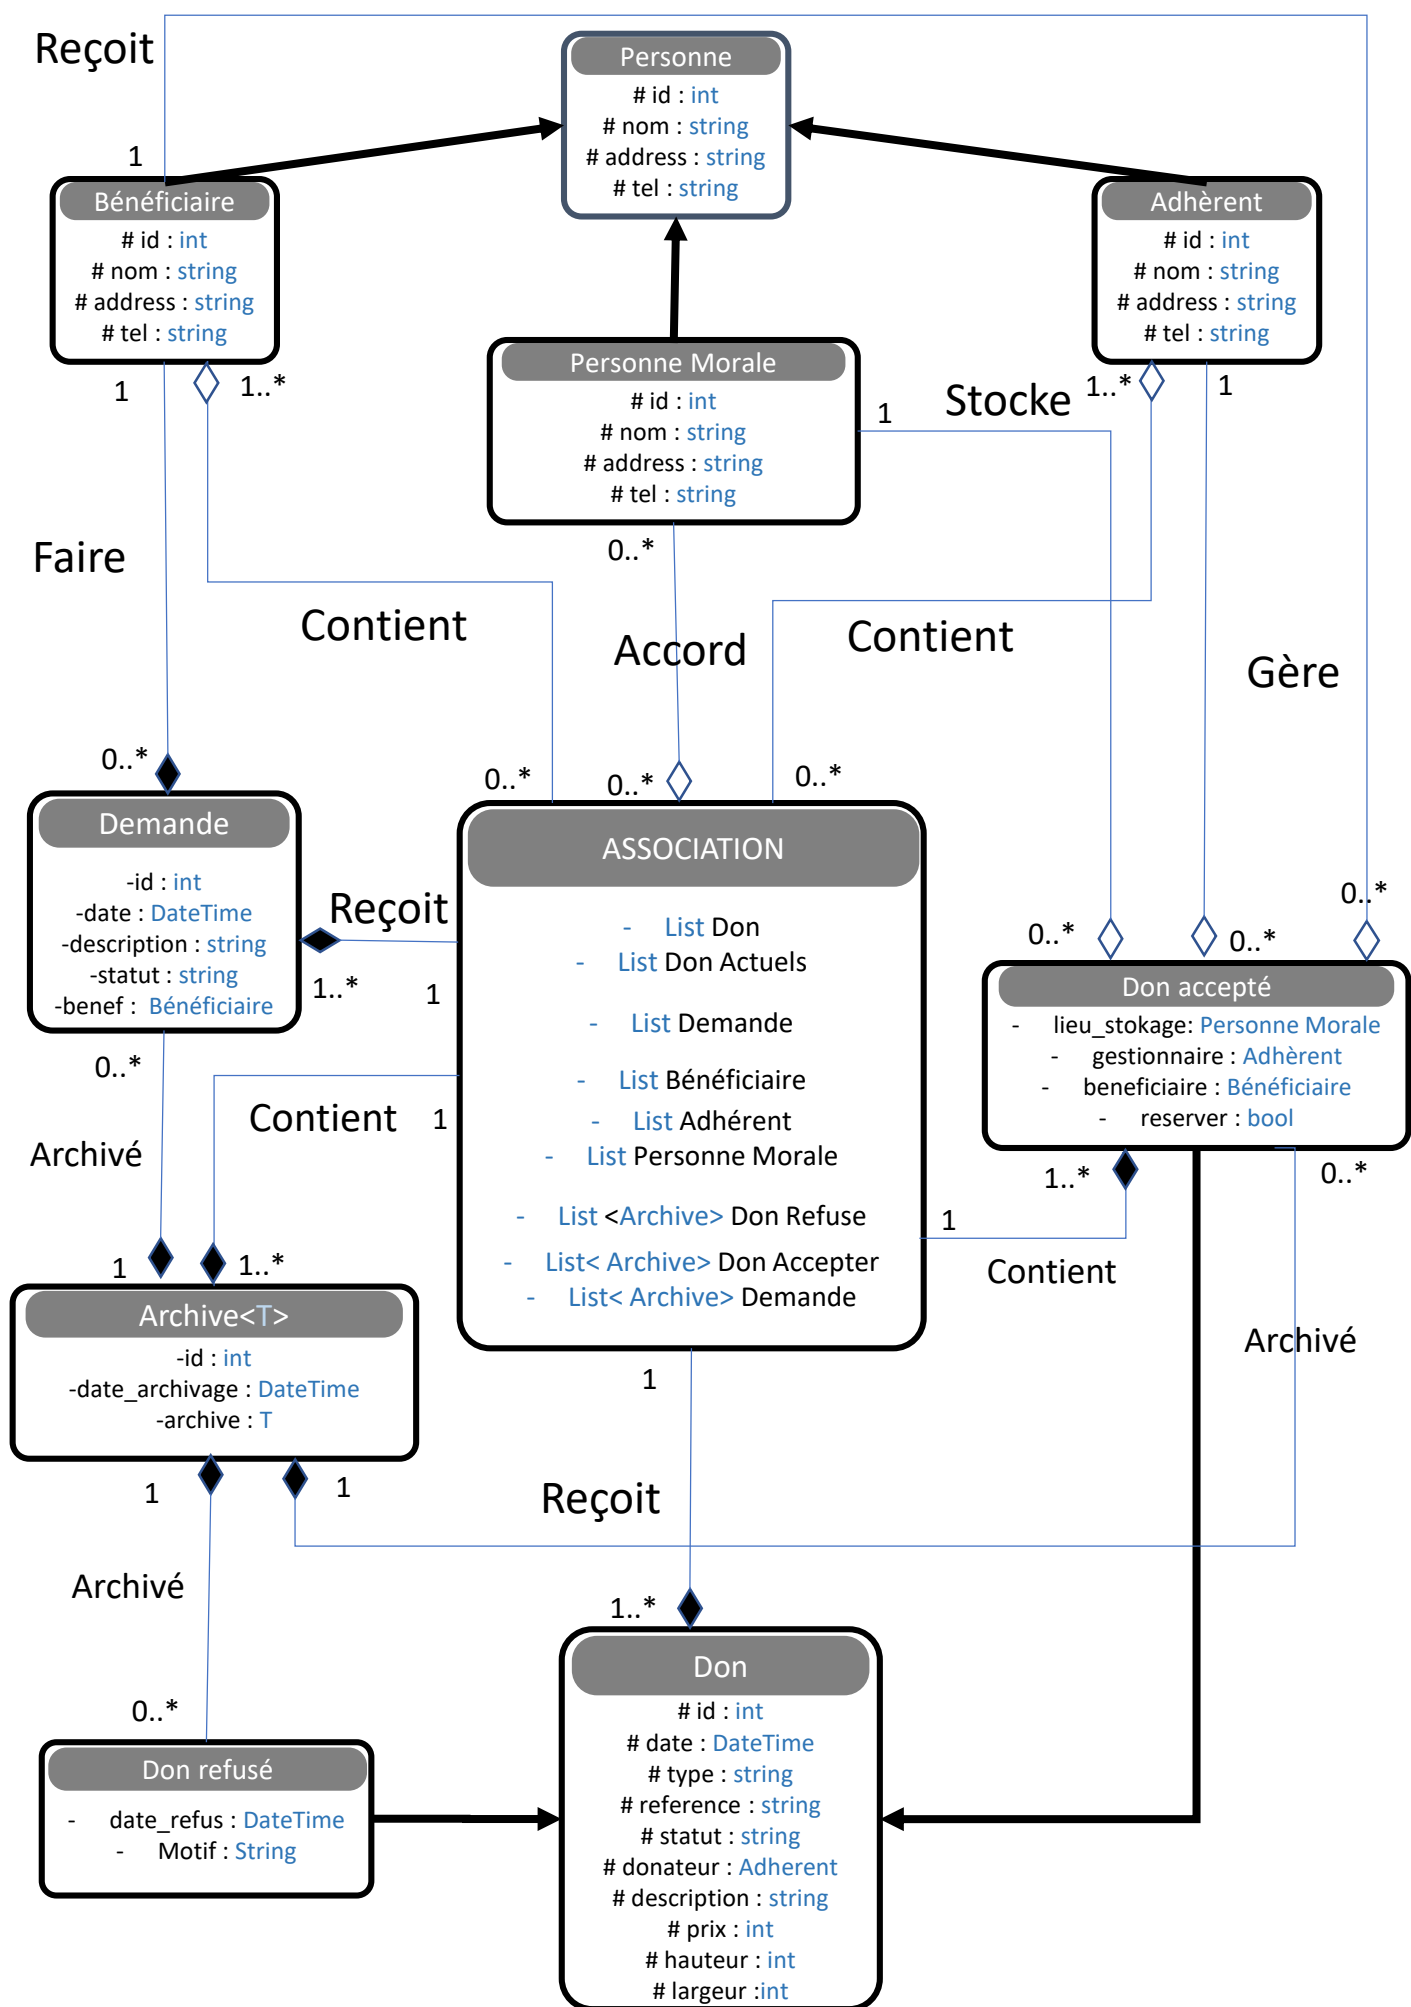 Reçoit
Personne
# id : int
# nom : string
# address : string
# tel : string
1
Bénéficiaire
# id : int
# nom : string
# address : string
# tel : string
Adhèrent
# id : int
# nom : string
# address : string
# tel : string
Personne Morale
# id : int
# nom : string
# address : string
# tel : string
1
1..*
1
Stocke
1..*
1
Faire
0..*
Contient
Accord
Contient
Gère
0..*
0..*
0..*
0..*
Demande
-id : int
-date : DateTime
-description : string
-statut : string
-benef : Bénéficiaire
Reçoit
1..*
1
ASSOCIATION
- List Don
- List Don Actuels
- List Demande
- List Bénéficiaire
- List Adhérent
- List Personne Morale
- List <Archive> Don Refuse
- List< Archive> Don Accepter
- List< Archive> Demande
0..*
0..*
0..*
Don accepté
- lieu_stokage: Personne Morale
- gestionnaire : Adhèrent
- beneficiaire : Bénéficiaire
- reserver : bool
0..*
Contient
1
Archivé
1..*
0..*
1
Contient
1
1..*
Archive<T>
-id : int
-date_archivage : DateTime
-archive : T
Archivé
1
1
1
Reçoit
Archivé
1..*
0..*
Don refusé
- date_refus : DateTime
- Motif : String
Don
# id : int
# date : DateTime
# type : string
# reference : string
# statut : string
# donateur : Adherent
# description : string
# prix : int
# hauteur : int
# largeur :int